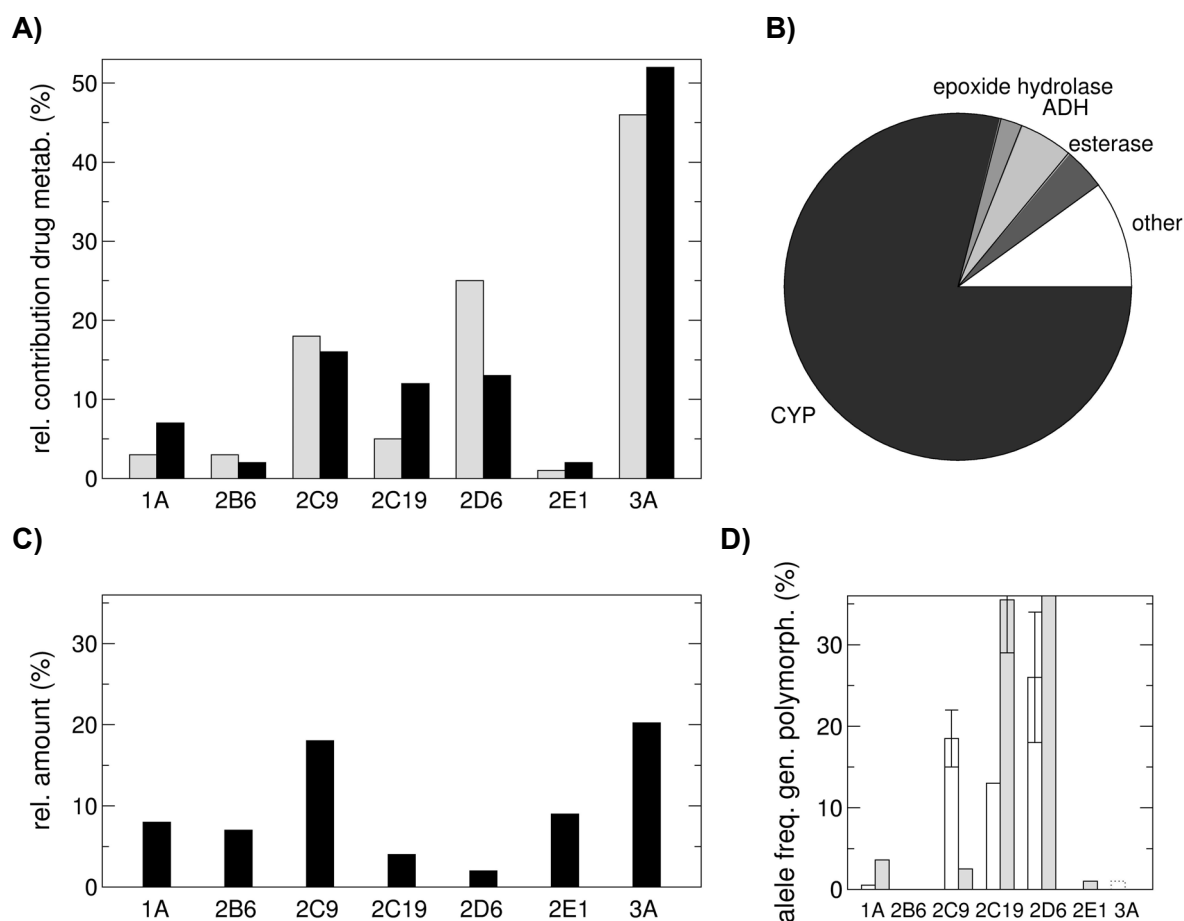 A)
rel. contribution drug metab. (%)
50
40
30
20
10
0
1A 2B6 2C9 2C19 2D6 2E1 3A
B)
epoxide hydrolase
ADH
esterase
other
CYP
C)
rel. amount (%)
30
20
10
0
1A 2B6 2C9 2C19 2D6 2E1 3A
D)
allele freq. gen. polymorph. (%)
30
20
10
0
1A 2B6 2C9 2C19 2D6 2E1 3A